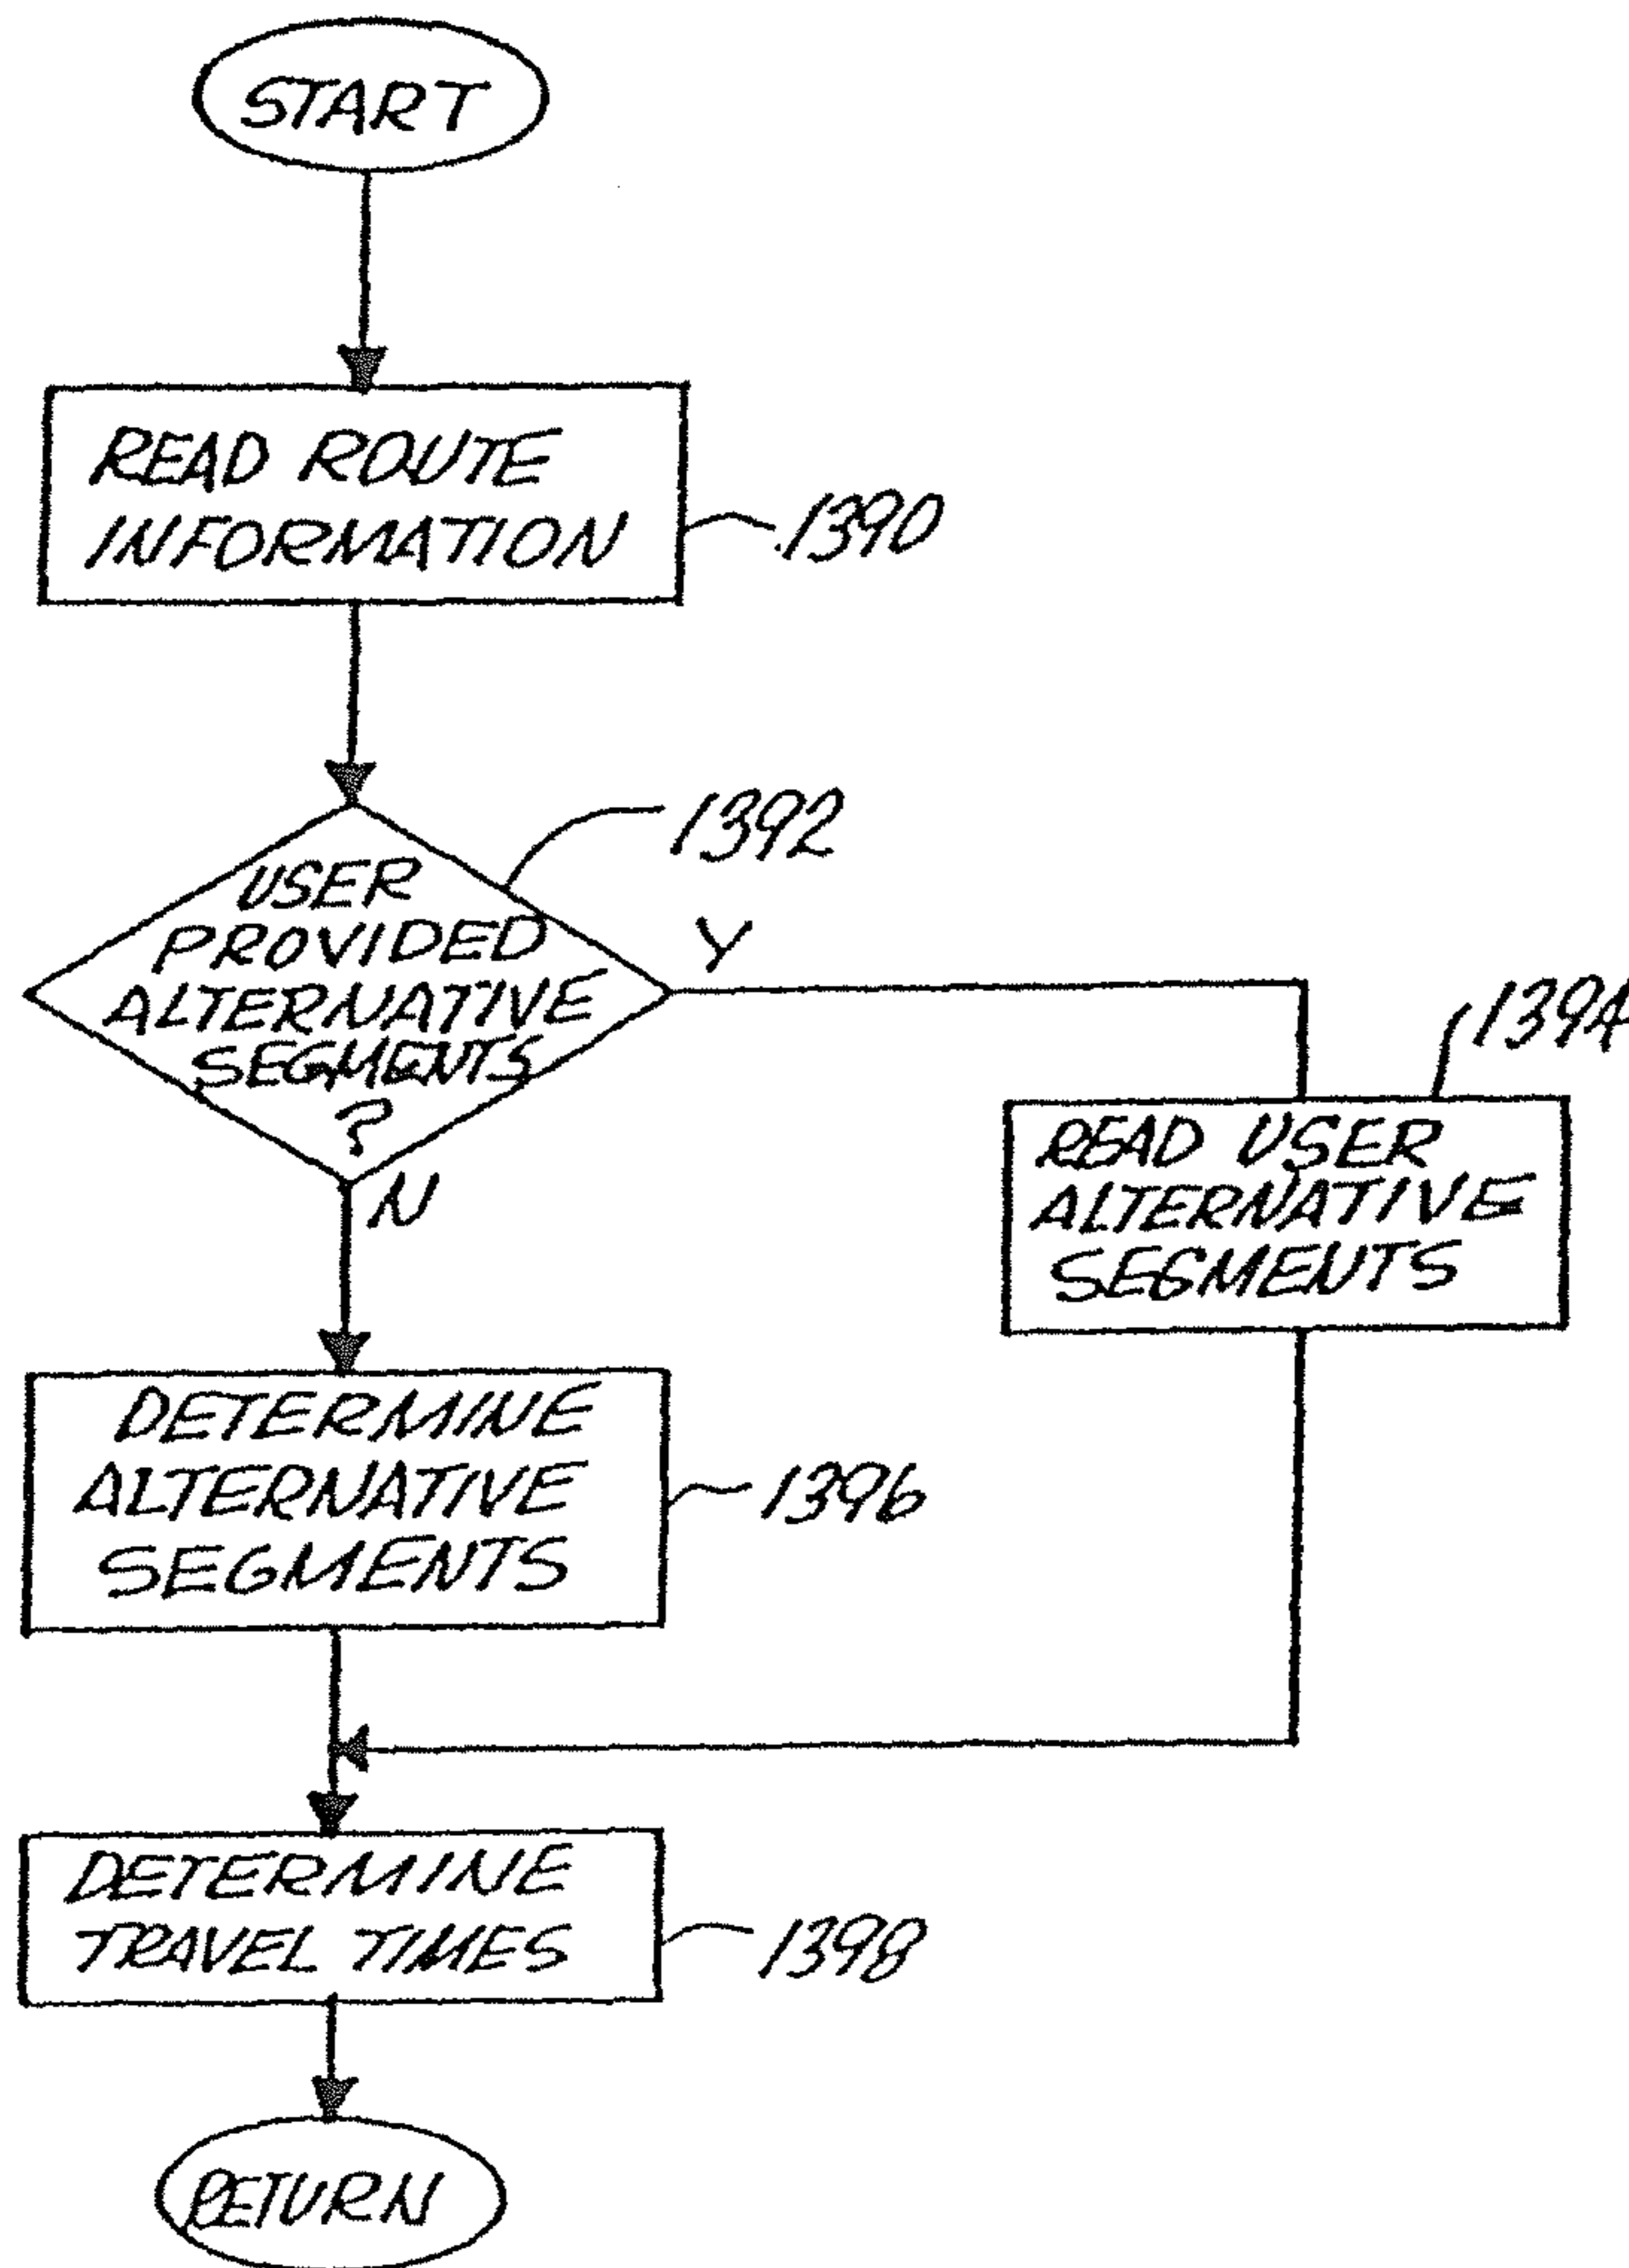 START
READ ROUTE
INFORMATION
1390
1392
USER
PROVIDED
ALTERNATIVE
SEGMENTS
?
Y
N
1394
READ USER
ALTERNATIVE
SEGMENTS
DETERMINE
ALTERNATIVE
SEGMENTS
1396
DETERMINE
TRAVEL TIMES
1398
RETURN